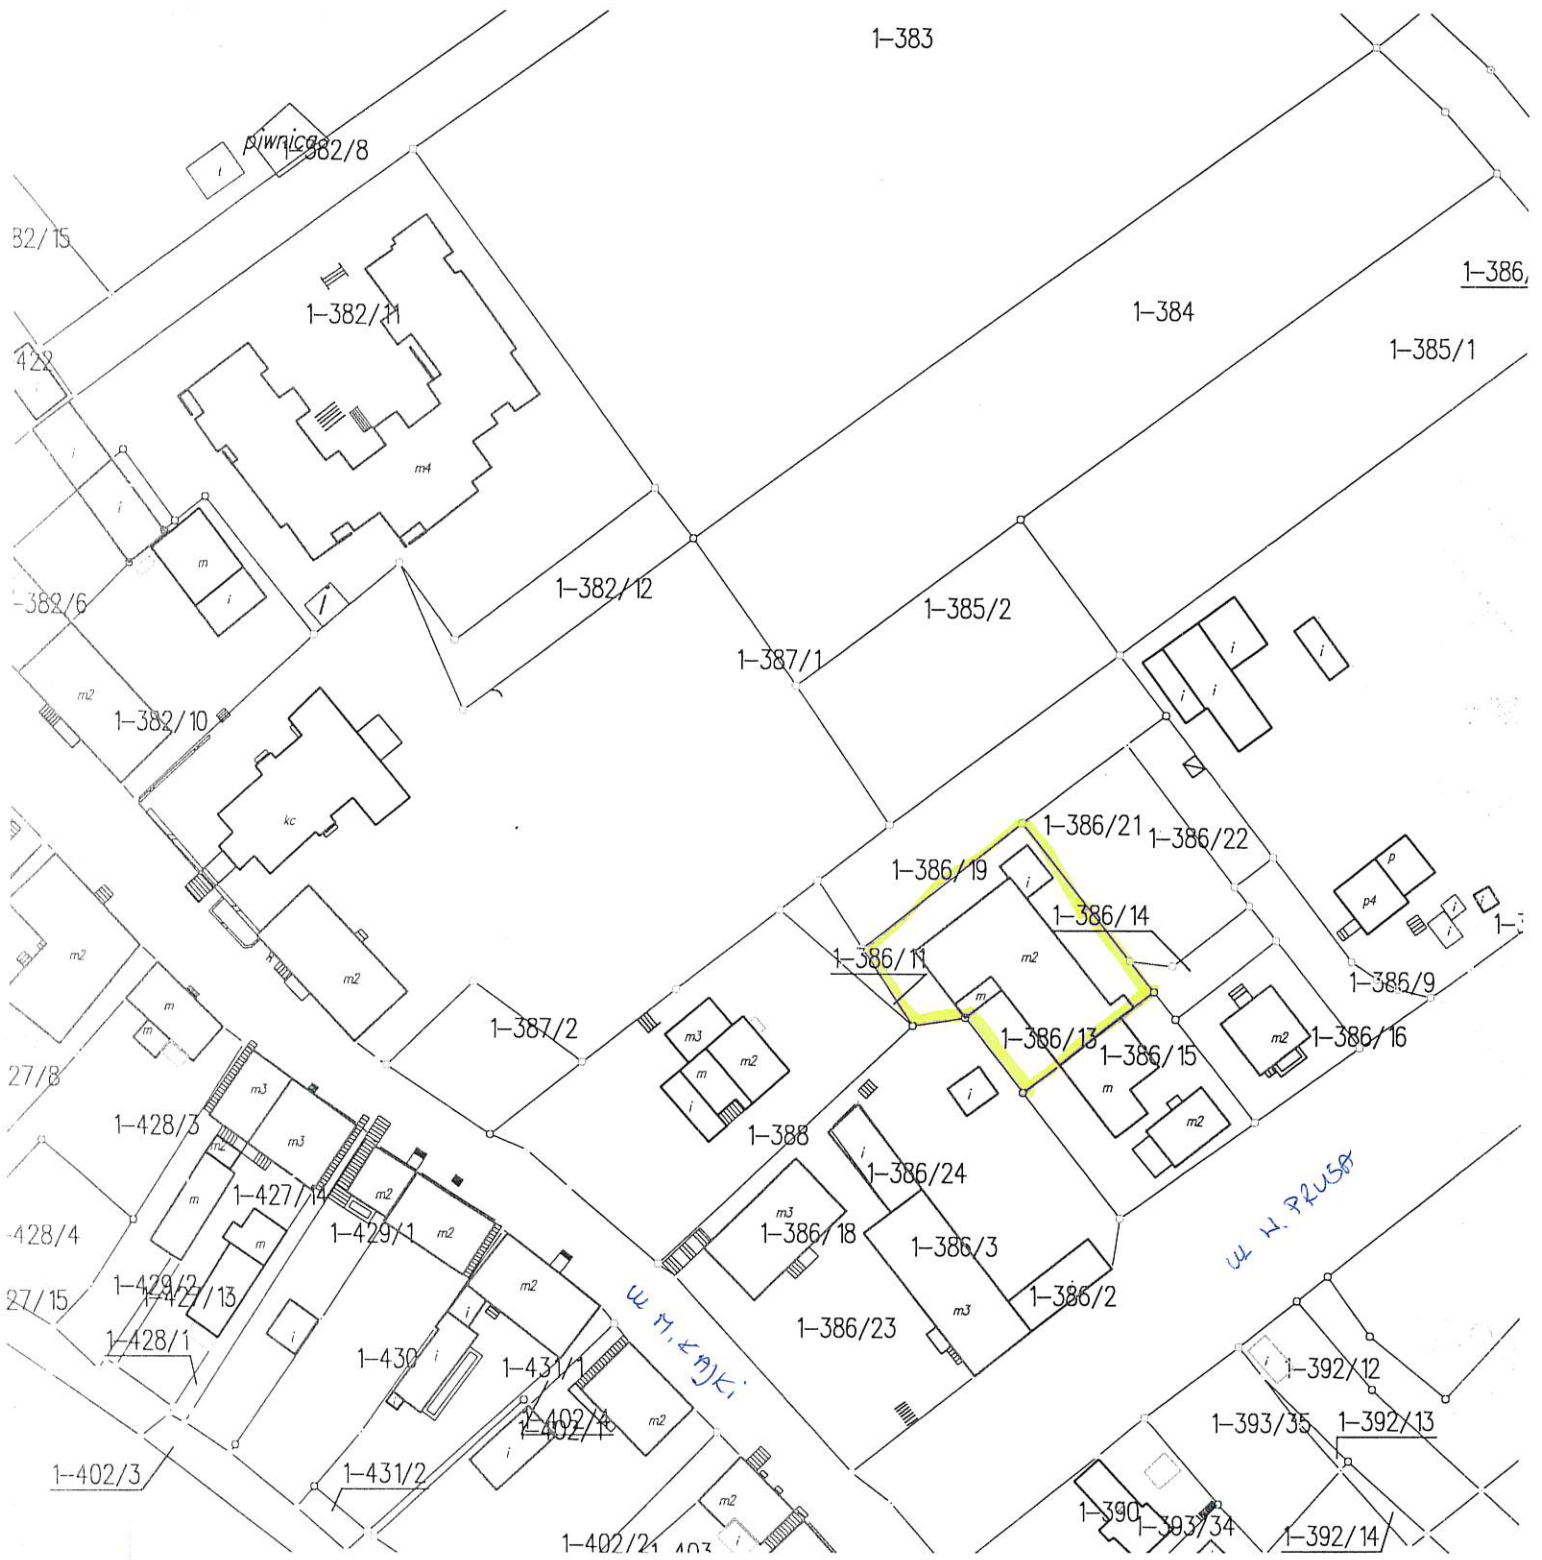 1-383
piwnica
1-382/8
i
82/15
1-386,
1-382/11
1-384
1-385/1
422
i
m4
i
i
m
i
1-382/12
-382/6
1-385/2
i
i
i
i
1-387/1
m2
1-382/10
kc
1-386/21
1-386/22
1-386/19
i
p
p4
i
i
i
1-386/14
m2
1-386/11
m2
m2
1-386/9
m
m
m
1-387/2
m3
m2
m
i
1-386/13
1-386/15
m2
1-386/16
27/8
m3
m
i
1-428/3
m2
m3
1-388
m2
i
1-386/24
m
1-427/14
m2
1-429/1
m2
m3
1-386/18
1-386/3
-428/4
m
ul. W. PRUSA
1-429/2
1-427/13
27/15
m2
i
i
i
i
1-386/2
m3
ul M. KAJKI
1-386/23
1-428/1
1-430
1-431/1
i
1-392/12
1-402/4
1-402/1
m2
1-393/35
1-392/13
i
1-402/3
1-431/2
m2
i
1-390
1-393/34
1-392/14
1-402/2
1-403
i